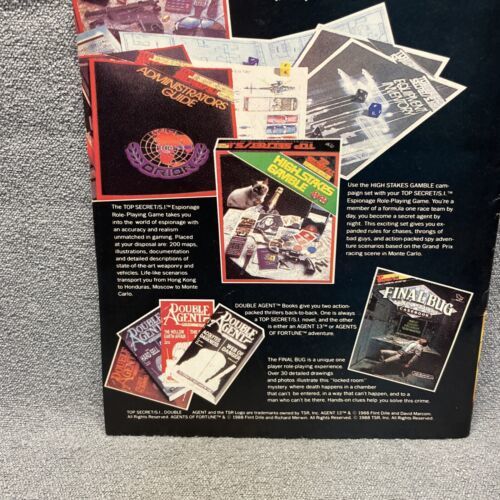 ADMINISTRATORS
GUIDE
ORION
EQUIPMENT
INVENTORY
TOP SECRET/S.I.
HIGH STAKES
GAMBLE
Use the HIGH STAKES GAMBLE cam-
paign set with your TOP SECRET/S.I.™
Espionage Role-Playing Game. You're a
member of a formula one race team by
day, you become a secret agent by
night. This exciting set gives you ex-
panded rules for chases, throngs of
bad guys, and action-packed spy adven-
ture scenarios based on the Grand Prix
racing scene in Monte Carlo.
The TOP SECRET/S.I.™ Espionage
Role-Playing Game takes you
into the world of espionage with
an accuracy and realism
unmatched in gaming. Placed
at your disposal are: 200 maps,
illustrations, documentation
and detailed descriptions of
state-of-the-art weaponry and
vehicles. Life-like scenarios
transport you from Hong Kong
to Honduras, Moscow to Monte
Carlo.
DOUBLE AGENT™ Books give you two action-
packed thrillers back-to-back. One is always
a TOP SECRET/S.I. novel, and the other
is either an AGENT 13™ or AGENTS
OF FORTUNE™ adventure.
DOUBLE
AGENT
THE HOLLOW
EARTH AFFAIR
DOUBLE
AGENT
FINAL BUG
The FINAL BUG is a unique one
player role-playing experience.
Over 30 detailed drawings
and photos illustrate this "locked room"
mystery where death happens in a chamber
that can't be entered, in a way that can't happen, and to a
man who can't be there. Hands-on clues help you solve this crime.
TOP SECRET/S.I., DOUBLE AGENT and the TSR Logo are trademarks owned by TSR, Inc. AGENT 13™ & © 1988 Flint Dille and David Marconi.
All Rights Reserved. AGENTS OF FORTUNE™ & © 1988 Flint Dille and Richard Merwin. All Rights Reserved. © 1988 TSR, Inc. All Rights Reserved.